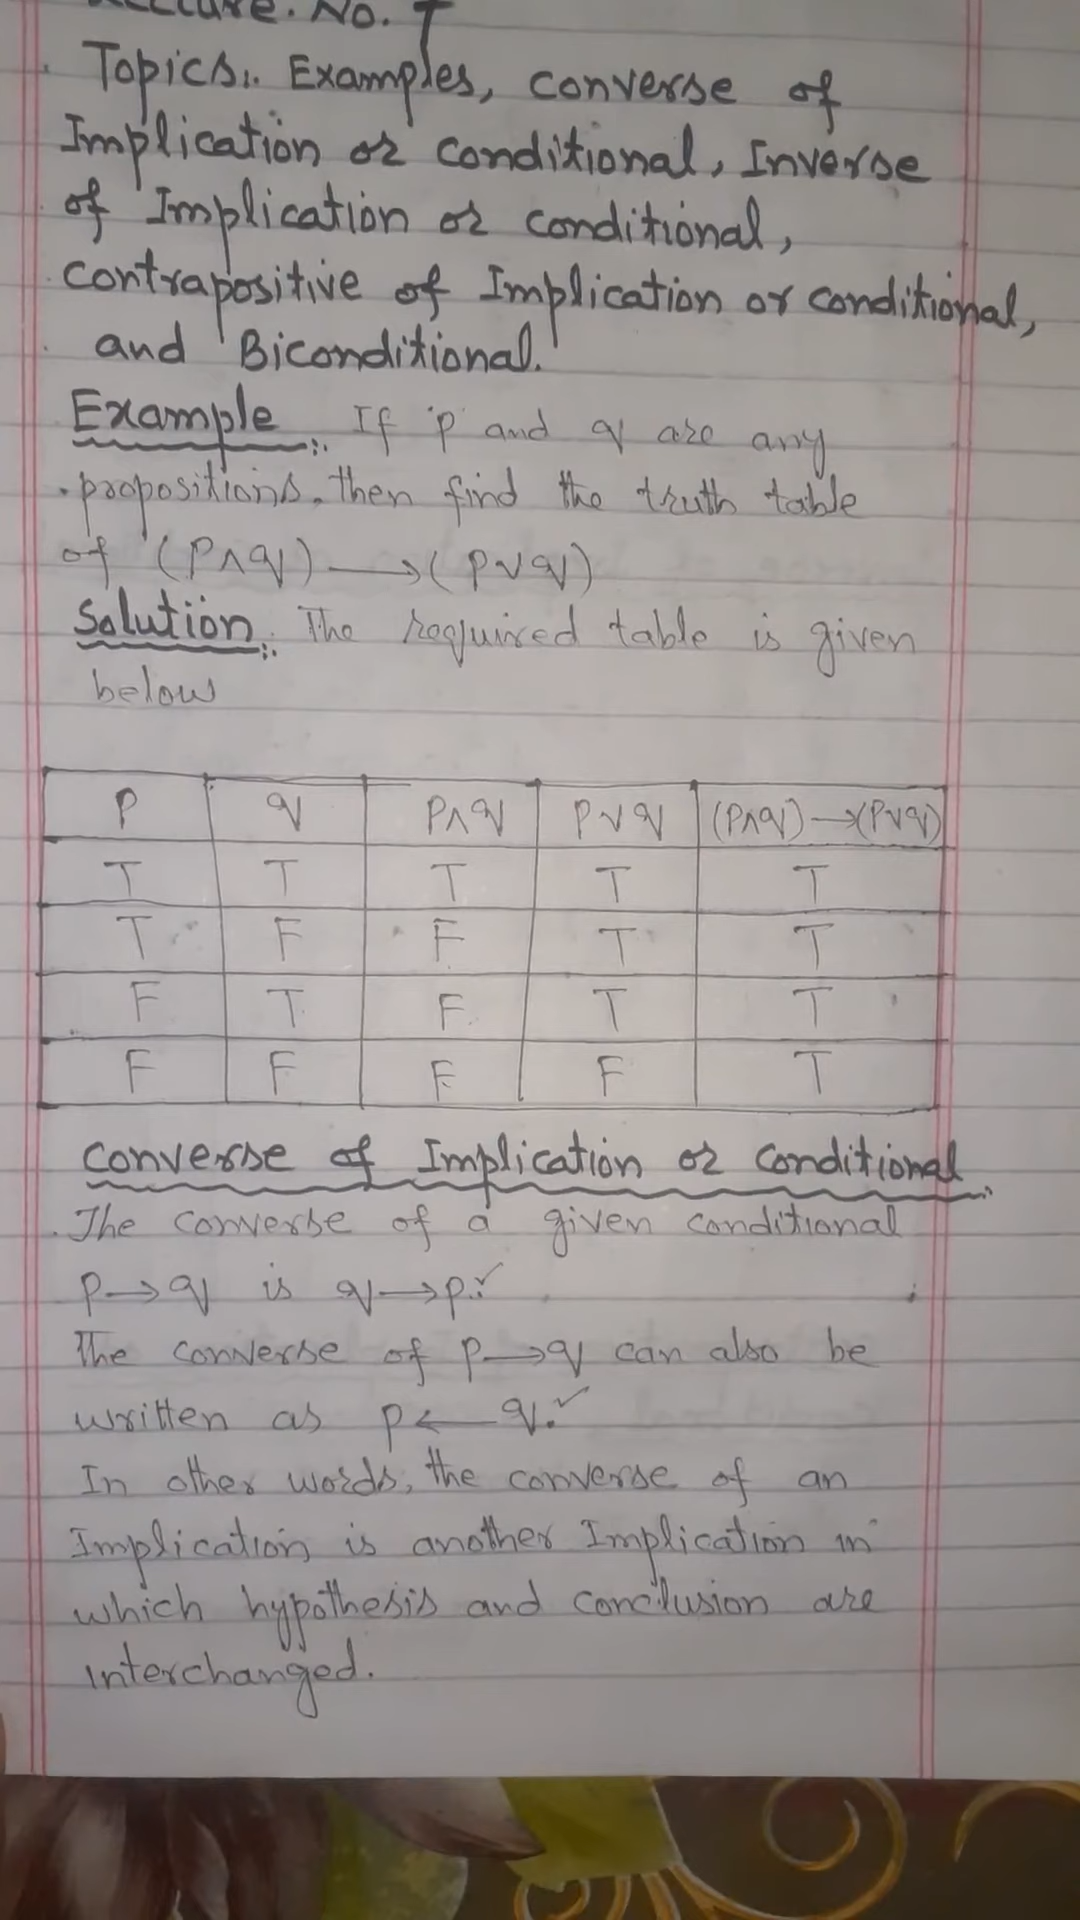 Lecture. No. 7
Topics:. Examples, converse of
Implication or conditional, Inverse
of Implication or conditional,
contrapositive of Implication or conditional,
and Biconditional.
Example:. If p and q are any
propositions, then find the truth table
of (p∧q) ⟶ (p∨q)
Solution:. The required table is given
below
P q P∧q P∨q (P∧q)⟶(P∨q)
T T T T T
T F F T T
F T F T T
F F F F T
Converse of Implication or Conditional:.
The converse of a given conditional
p→q is q→p.✓
The converse of p→q can also be
written as p← q.✓
In other words, the converse of an
Implication is another Implication in
which hypothesis and conclusion are
interchanged.